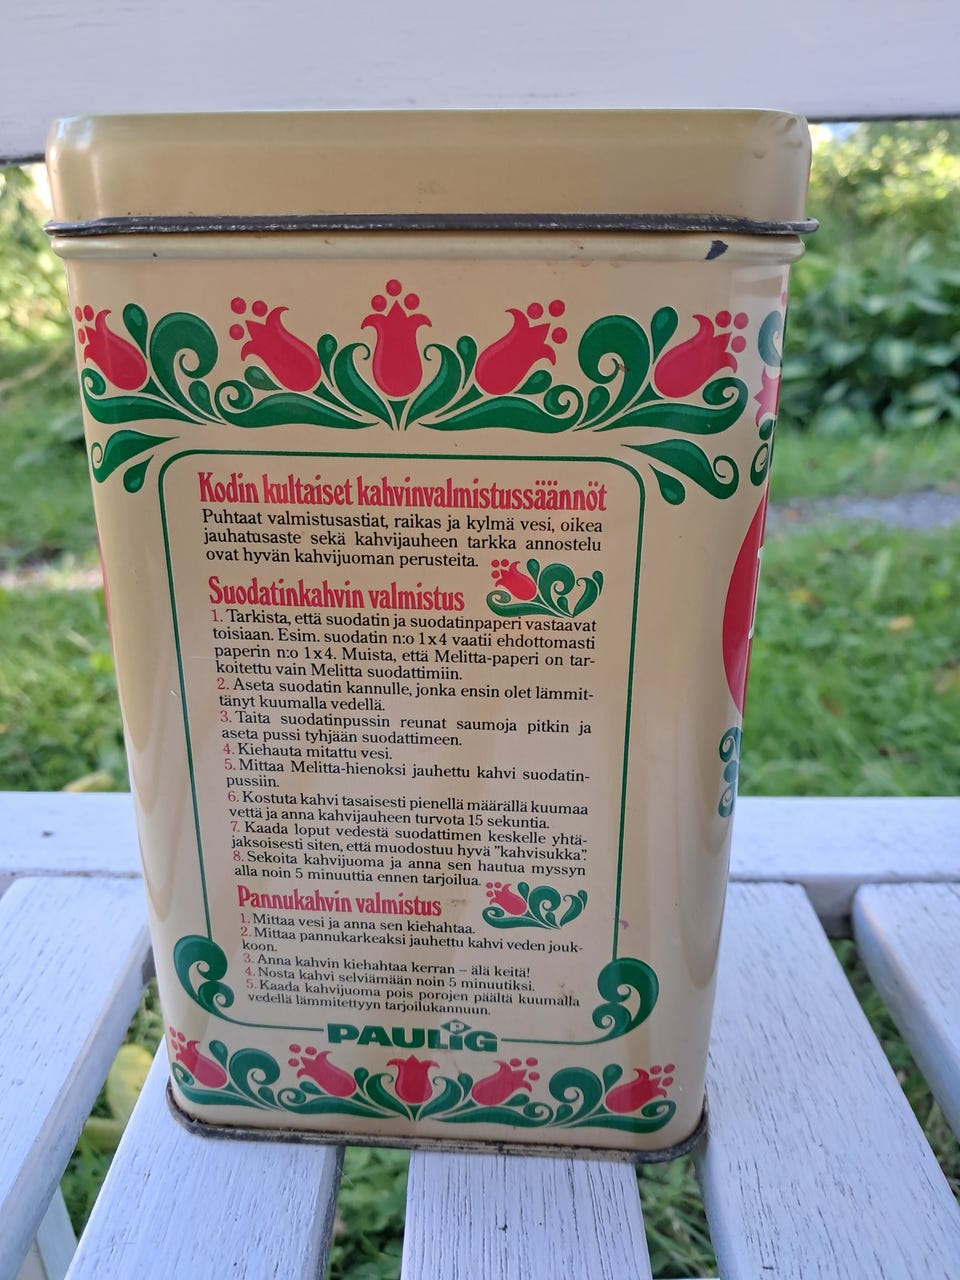 Kodin kultaiset kahvinvalmistussäännöt
Puhtaat valmistusastiat, raikas ja kylmä vesi, oikea
jauhatusaste sekä kahvijauheen tarkka annostelu
ovat hyvän kahvijuoman perusteita.
Suodatinkahvin valmistus
1. Tarkista, että suodatin ja suodatinpaperi vastaavat
toisiaan. Esim. suodatin n:o 1x4 vaatii ehdottomasti
paperin n:o 1x4. Muista, että Melitta-paperi on tar-
koitettu vain Melitta suodattimiin.
2. Aseta suodatin kannulle, jonka ensin olet lämmit-
tänyt kuumalla vedellä.
3. Taita suodatinpussin reunat saumoja pitkin ja
aseta pussi tyhjään suodattimeen.
4. Kiehauta mitattu vesi.
5. Mittaa Melitta-hienoksi jauhettu kahvi suodatin-
pussiin.
6. Kostuta kahvi tasaisesti pienellä määrällä kuumaa
vettä ja anna kahvijauheen turvota 15 sekuntia.
7. Kaada loput vedestä suodattimen keskelle yhtä-
jaksoisesti siten, että muodostuu hyvä "kahvisukka".
8. Sekoita kahvijuoma ja anna sen hautua myssyn
alla noin 5 minuuttia ennen tarjoilua.
Pannukahvin valmistus
1. Mittaa vesi ja anna sen kiehahtaa.
2. Mittaa pannukarkeaksi jauhettu kahvi veden jouk-
koon.
3. Anna kahvin kiehahtaa kerran – älä keitä!
4. Nosta kahvi selviämään noin 5 minuutiksi.
5. Kaada kahvijuoma pois porojen päältä kuumalla
vedellä lämmitettyyn tarjoilukannuun.
PAULiG